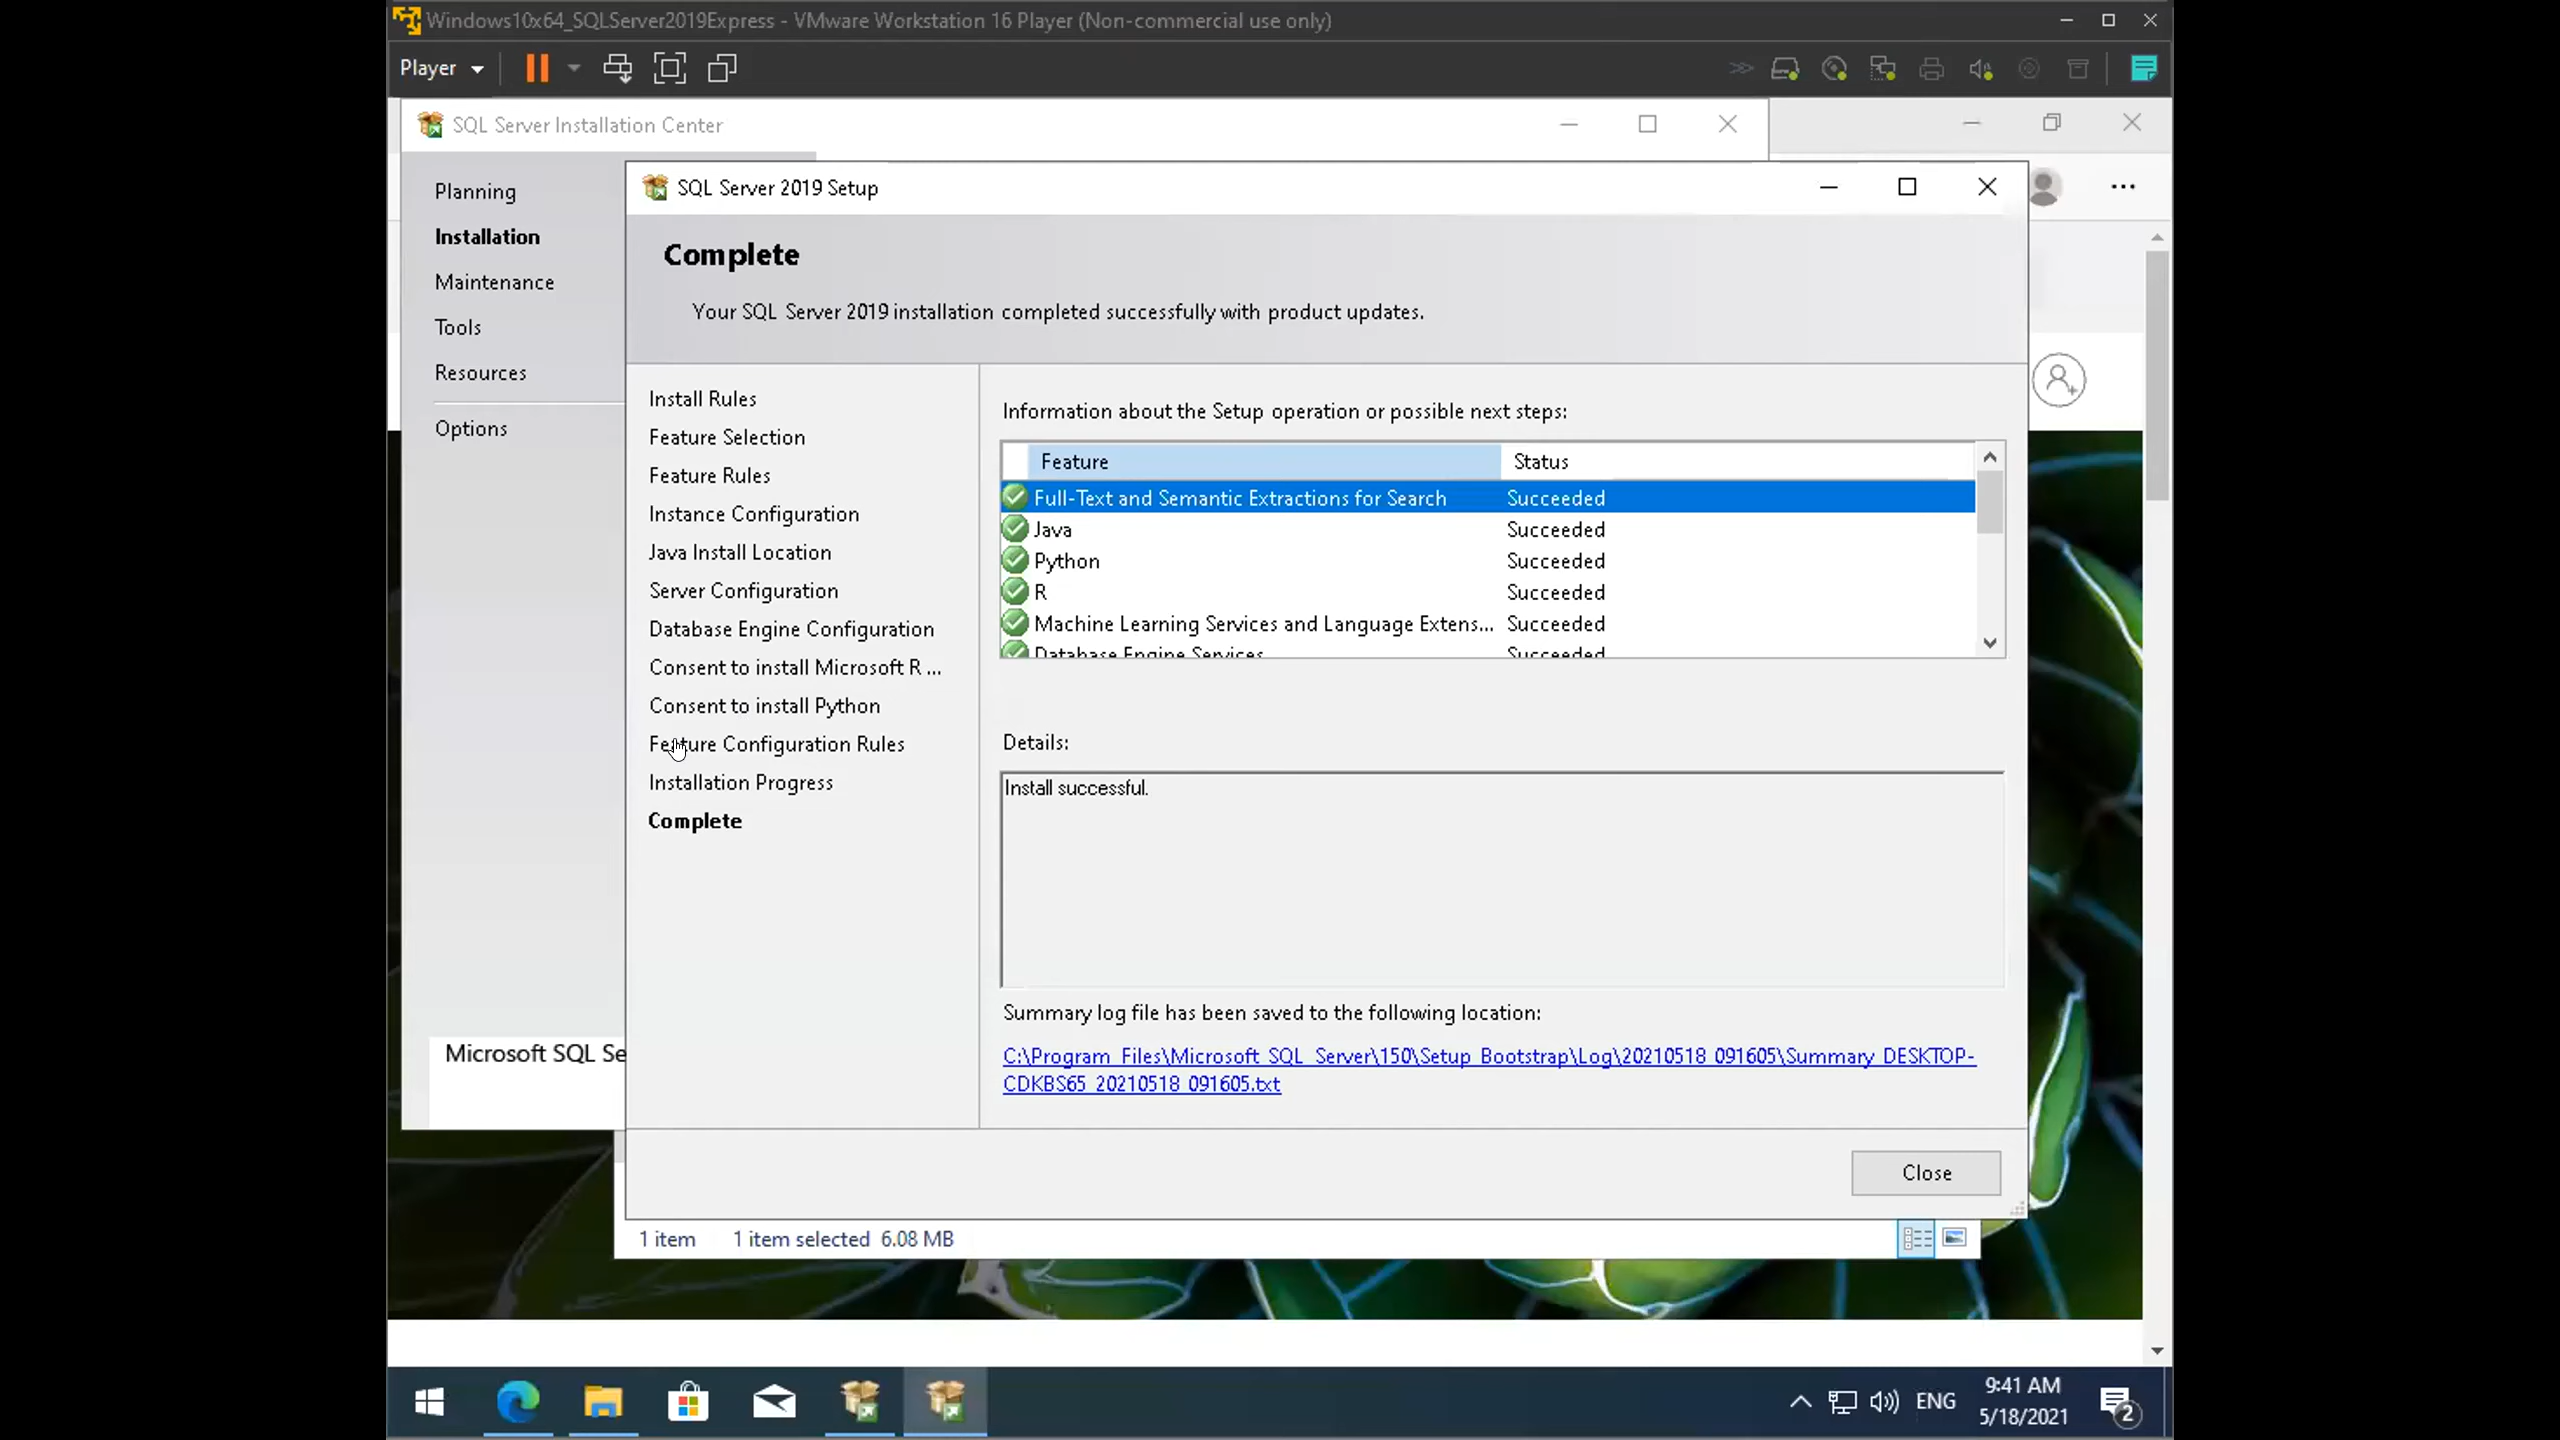 Windows10x64_SQLServer2019Express - VMware Workstation 16 Player (Non-commercial use only)
Player
SQL Server Installation Center
Planning
Installation
Maintenance
Tools
Resources
Options
Microsoft SQL Se
SQL Server 2019 Setup
Complete
Your SQL Server 2019 installation completed successfully with product updates.
Install Rules
Feature Selection
Feature Rules
Instance Configuration
Java Install Location
Server Configuration
Database Engine Configuration
Consent to install Microsoft R ...
Consent to install Python
Feature Configuration Rules
Installation Progress
Complete
Information about the Setup operation or possible next steps:
Feature Status
Full-Text and Semantic Extractions for Search Succeeded
Java Succeeded
Python Succeeded
R Succeeded
Machine Learning Services and Language Extens... Succeeded
Database Engine Services Succeeded
Details:
Install successful.
Summary log file has been saved to the following location:
C:\Program Files\Microsoft SQL Server\150\Setup Bootstrap\Log\20210518_091605\Summary_DESKTOP-
CDKBS65_20210518_091605.txt
Close
1 item 1 item selected 6.08 MB
ENG
9:41 AM
5/18/2021
2